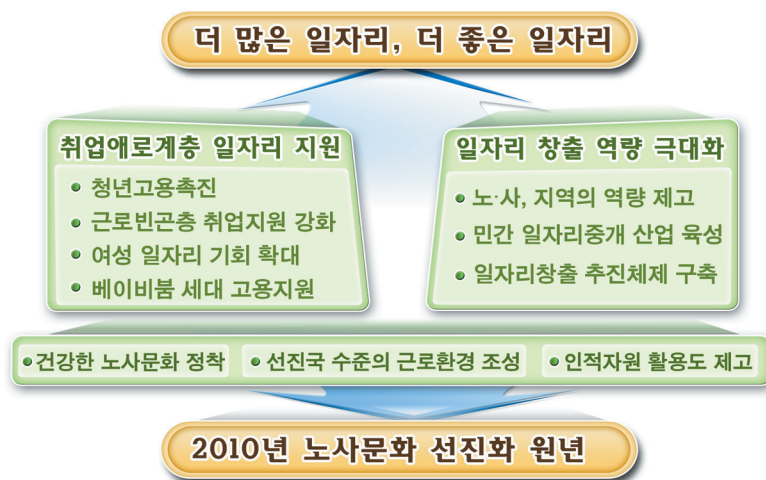 더 많은 일자리, 더 좋은 일자리
취업애로계층 일자리 지원
• 청년고용촉진
• 근로빈곤층 취업지원 강화
• 여성 일자리 기회 확대
• 베이비붐 세대 고용지원
일자리 창출 역량 극대화
• 노·사, 지역의 역량 제고
• 민간 일자리중개 산업 육성
• 일자리창출 추진체제 구축
• 건강한 노사문화 정착 • 선진국 수준의 근로환경 조성 • 인적자원 활용도 제고
2010년 노사문화 선진화 원년